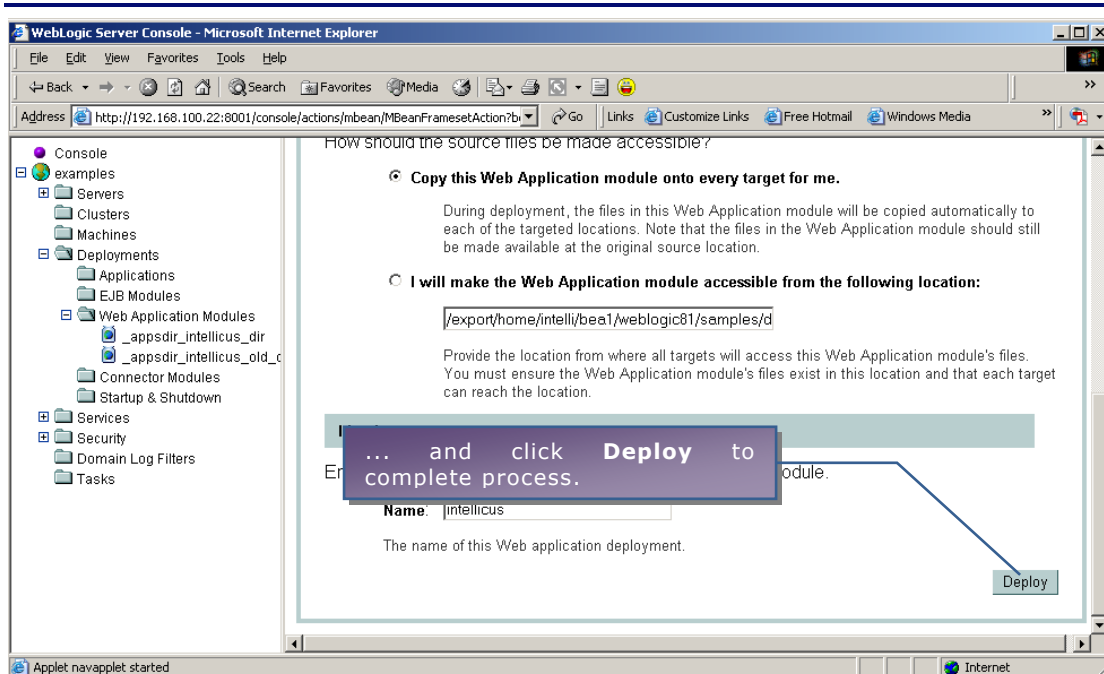 WebLogic Server Console - Microsoft Internet Explorer
File Edit View Favorites Tools Help
Back Search Favorites Media
Address http://192.168.100.22:8001/console/actions/mbean/MBeanFramesetAction?b Go Links Customize Links Free Hotmail Windows Media
Console
examples
Servers
Clusters
Machines
Deployments
Applications
EJB Modules
Web Application Modules
_appsdir_intellicus_dir
_appsdir_intellicus_old_
Connector Modules
Startup & Shutdown
Services
Security
Domain Log Filters
Tasks
How should the source files be made accessible?
Copy this Web Application module onto every target for me.
During deployment, the files in this Web Application module will be copied automatically to
each of the targeted locations. Note that the files in the Web Application module should still
be made available at the original source location.
I will make the Web Application module accessible from the following location:
/export/home/intelli/bea1/weblogic81/samples/d
Provide the location from where all targets will access this Web Application module's files.
You must ensure the Web Application module's files exist in this location and that each target
can reach the location.
... and click Deploy to
complete process.
odule.
Name: intellicus
The name of this Web application deployment.
Deploy
Applet navapplet started
Internet